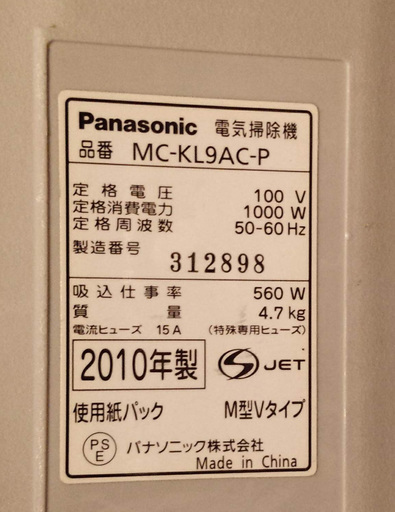 Panasonic 電気掃除機
品番 MC-KL9AC-P
定格電圧 100 V
定格消費電力 1000 W
定格周波数 50-60 Hz
製造番号 312898
吸込仕事率 560 W
質量 4.7 kg
電流ヒューズ 15 A (特殊専用ヒューズ)
2010年製 S JET
使用紙パック M型Vタイプ
PSE パナソニック株式会社
Made in China